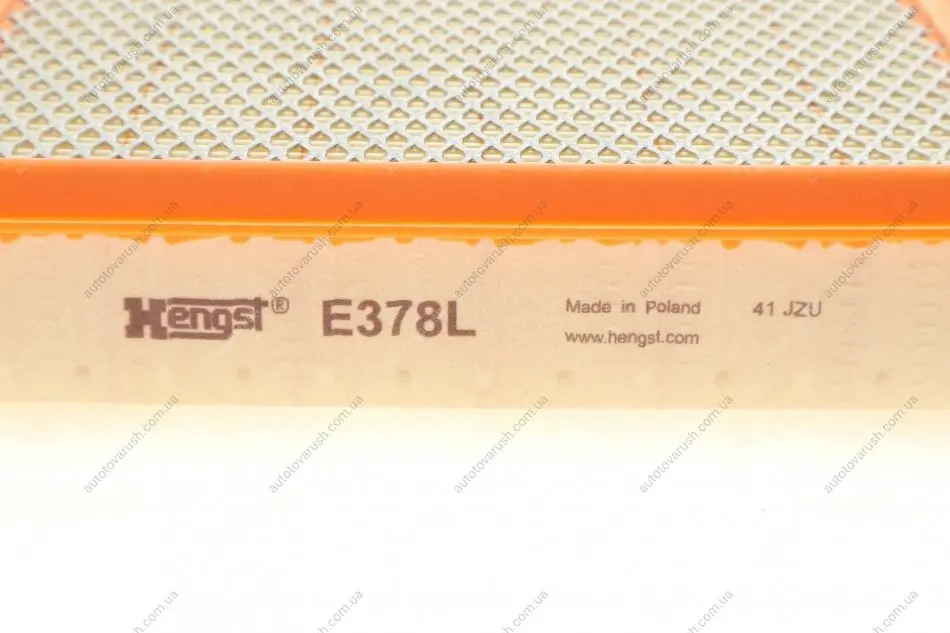 Hengst® E378L Made in Poland 41 JZU
www.hengst.com
autotovarush.com.ua